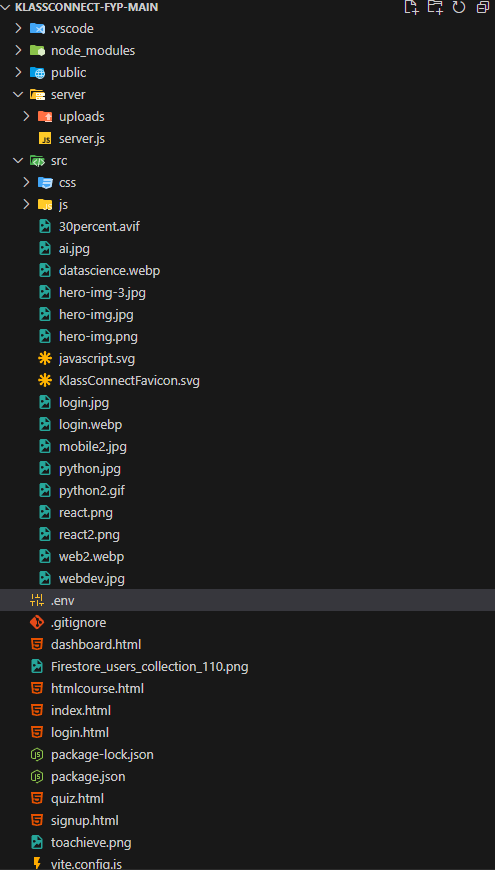 KLASSCONNECT-FYP-MAIN
.vscode
node_modules
public
server
uploads
server.js
src
css
js
30percent.avif
ai.jpg
datascience.webp
hero-img-3.jpg
hero-img.jpg
hero-img.png
javascript.svg
KlassConnectFavicon.svg
login.jpg
login.webp
mobile2.jpg
python.jpg
python2.gif
react.png
react2.png
web2.webp
webdev.jpg
.env
.gitignore
dashboard.html
Firestore_users_collection_110.png
htmlcourse.html
index.html
login.html
package-lock.json
package.json
quiz.html
signup.html
toachieve.png
vite.config.js